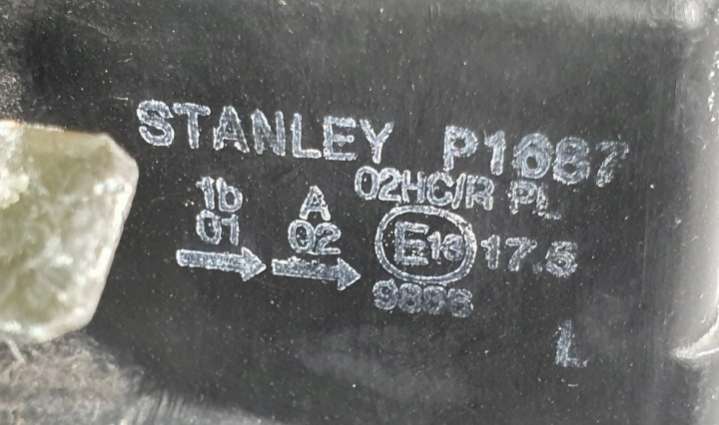 STANLEY P1687
1b A 02HC/R PL
01 02 E13 17.5
9896
L